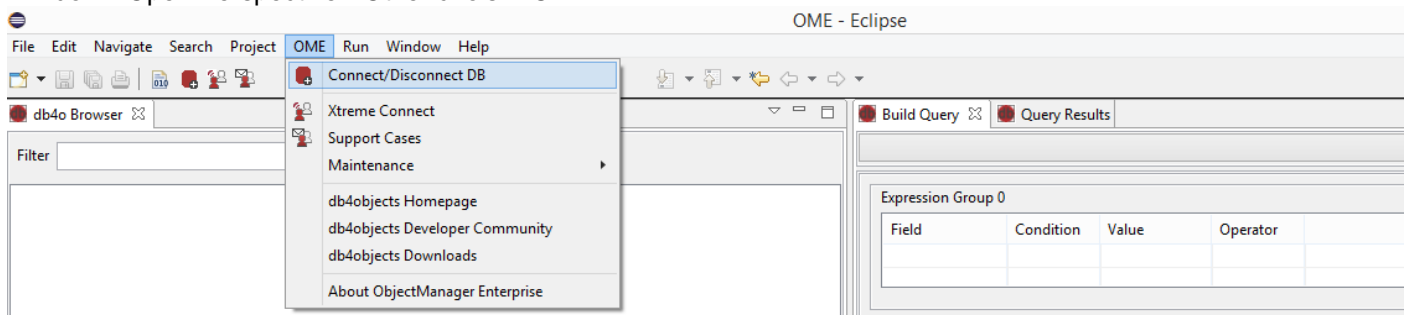 OME - Eclipse
File Edit Navigate Search Project OME Run Window Help
Connect/Disconnect DB
Xtreme Connect
Support Cases
Maintenance
db4objects Homepage
db4objects Developer Community
db4objects Downloads
About ObjectManager Enterprise
db4o Browser
Filter
Build Query Query Results
Expression Group 0
Field Condition Value Operator